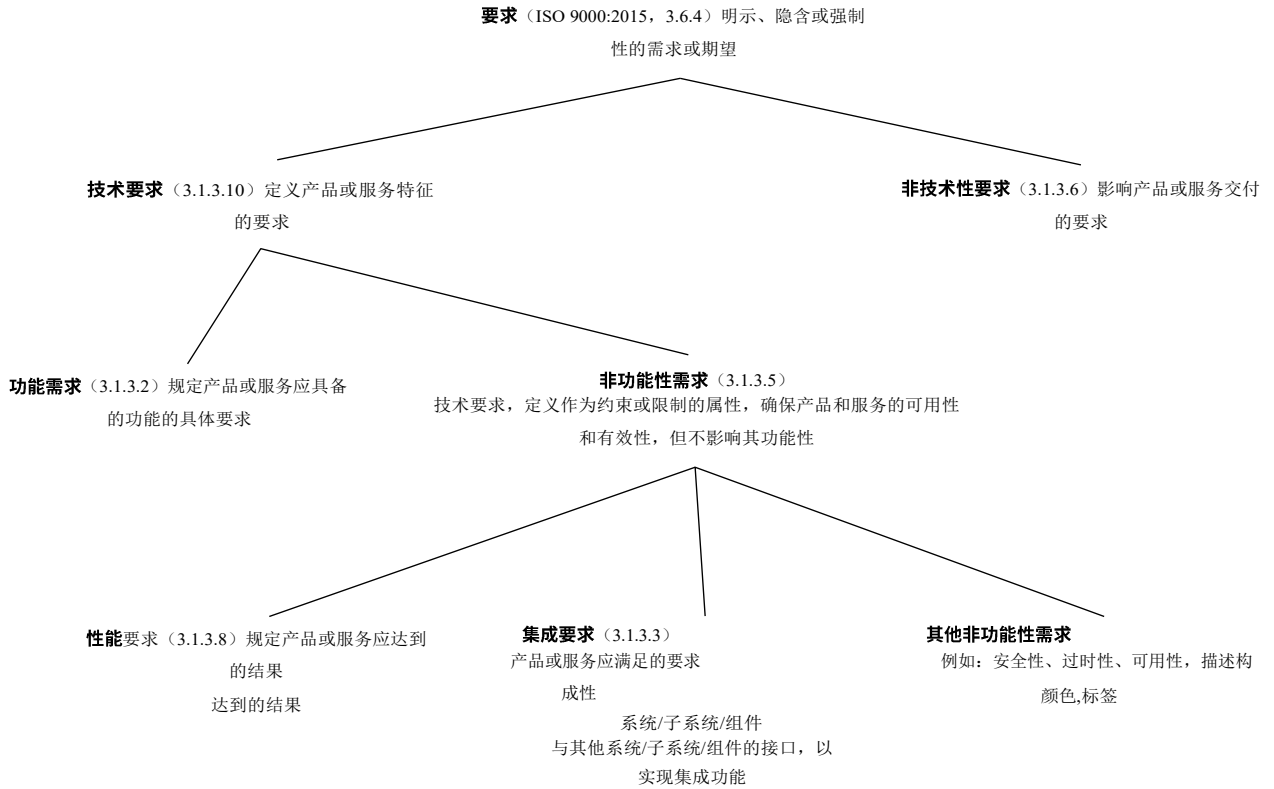 要求（ISO 9000:2015，3.6.4）明示、隐含或强制
性的需求或期望
技术要求（3.1.3.10）定义产品或服务特征
的要求
非技术性要求（3.1.3.6）影响产品或服务交付
的要求
功能需求（3.1.3.2）规定产品或服务应具备
的功能的具体要求
非功能性需求（3.1.3.5）
技术要求，定义作为约束或限制的属性，确保产品和服务的可用性
和有效性，但不影响其功能性
性能要求（3.1.3.8）规定产品或服务应达到
的结果
达到的结果
集成要求（3.1.3.3）
产品或服务应满足的要求
成性
系统/子系统/组件
与其他系统/子系统/组件的接口，以
实现集成功能
其他非功能性需求
例如：安全性、过时性、可用性，描述构
颜色,标签